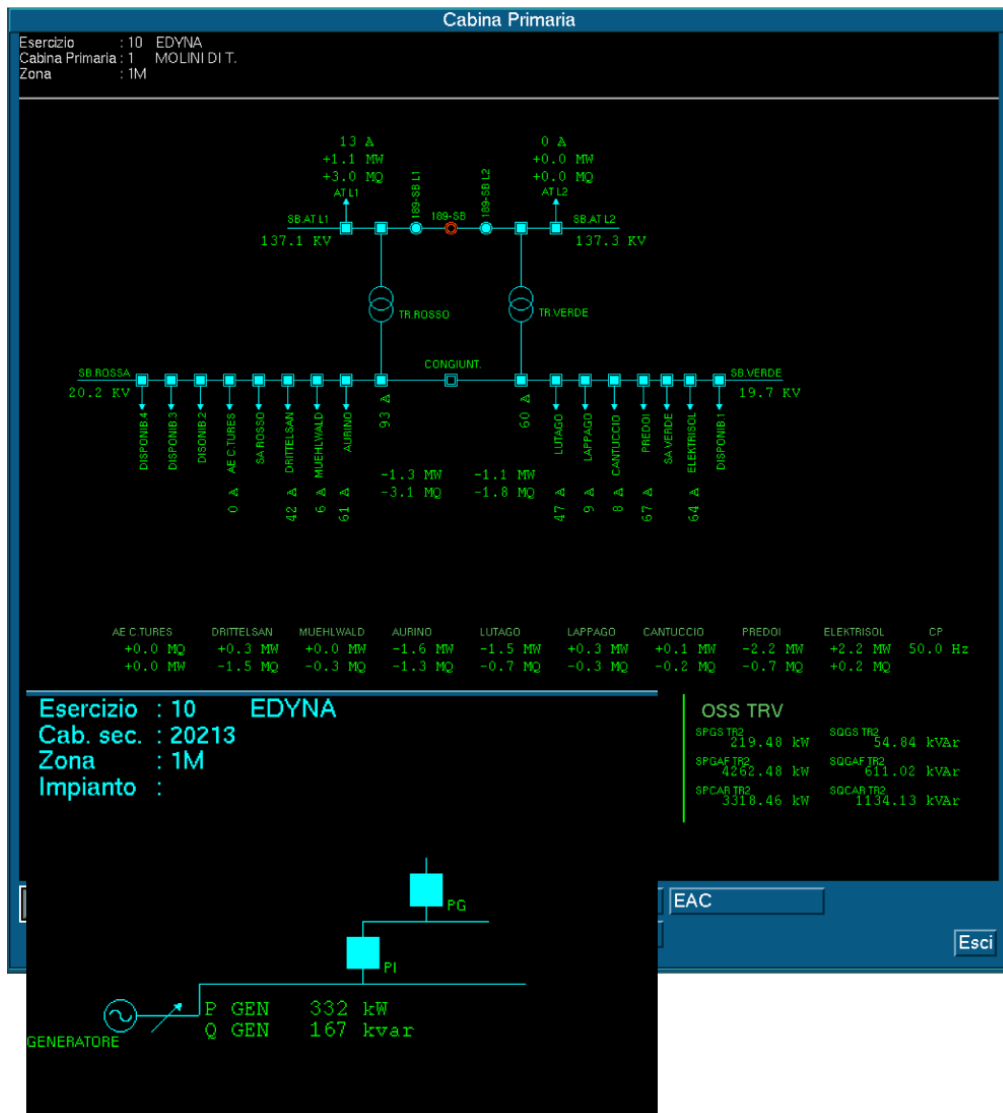 Cabina Primaria
Esercizio : 10 EDYNA
Cabina Primaria : 1 MOLINI DI T.
Zona : 1M
13 A
+1.1 MW
+3.0 MQ
AT L1
0 A
+0.0 MW
+0.0 MQ
AT L2
189-SB L1
189-SB
189-SB L2
SB.AT L1
137.1 KV
SB.AT L2
137.3 KV
TR.ROSSO
TR.VERDE
SB.ROSSA
20.2 KV
CONGIUNT.
SB.VERDE
19.7 KV
DISPONIB.4
DISPONIB.3
DISONIB.2
AE C.TURES
SA ROSSO
DRITTELSAN
MUEHLWALD
AURINO
93 A
60 A
LUTAGO
LAPPAGO
CANTUCCIO
PREDOI
SA VERDE
ELEKTRISOL
DISPONIB.1
-1.3 MW -1.1 MW
-3.1 MQ -1.8 MQ
0 A
42 A
6 A
61 A
47 A
9 A
8 A
67 A
64 A
AE C.TURES DRITTELSAN MUEHLWALD AURINO LUTAGO LAPPAGO CANTUCCIO PREDOI ELEKTRISOL CP
+0.0 MQ +0.3 MW +0.0 MW -1.6 MW -1.5 MW +0.3 MW +0.1 MW -2.2 MW +2.2 MW 50.0 Hz
+0.0 MW -1.5 MQ -0.3 MQ -1.3 MQ -0.7 MQ -0.3 MQ -0.2 MQ -0.7 MQ +0.2 MQ
Esercizio : 10 EDYNA
Cab. sec. : 20213
Zona : 1M
Impianto :
OSS TRV
SPGS TR2 SQGS TR2
219.48 kW 54.84 kVAr
SPGAF TR2 SQGAF TR2
4262.48 kW 611.02 kVAr
SPCAR TR2 SQCAR TR2
3318.46 kW 1134.13 kVAr
EAC
Esci
PG
PI
P GEN 332 kW
Q GEN 167 kvar
GENERATORE